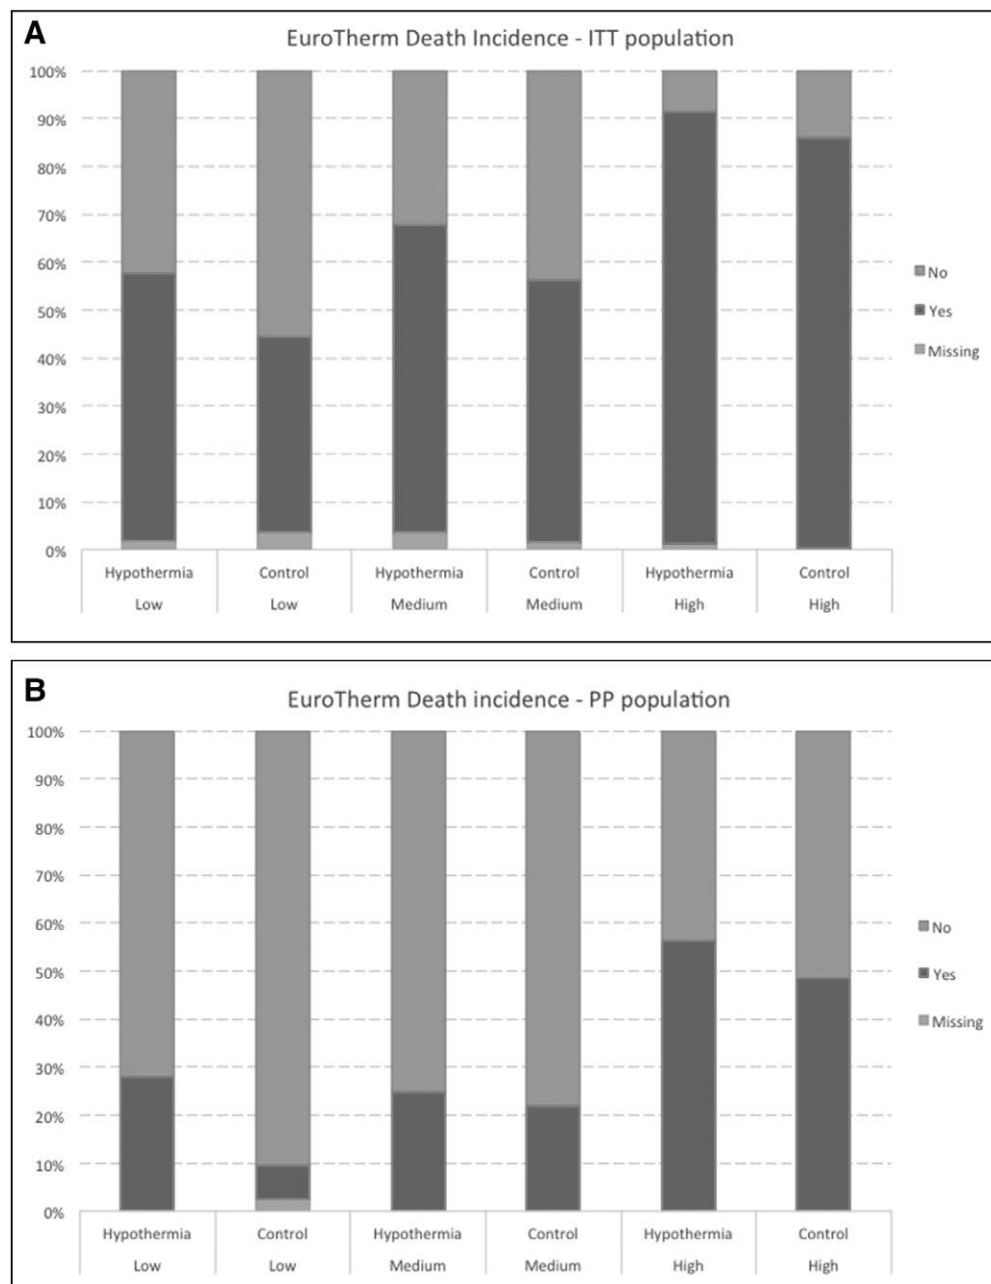 A
EuroTherm Death Incidence - ITT population
100%
90%
80%
70%
60%
50%
40%
30%
20%
10%
0%
No
Yes
Missing
Hypothermia Control Hypothermia Control Hypothermia Control
Low Low Medium Medium High High
B
EuroTherm Death incidence - PP population
100%
90%
80%
70%
60%
50%
40%
30%
20%
10%
0%
No
Yes
Missing
Hypothermia Control Hypothermia Control Hypothermia Control
Low Low Medium Medium High High